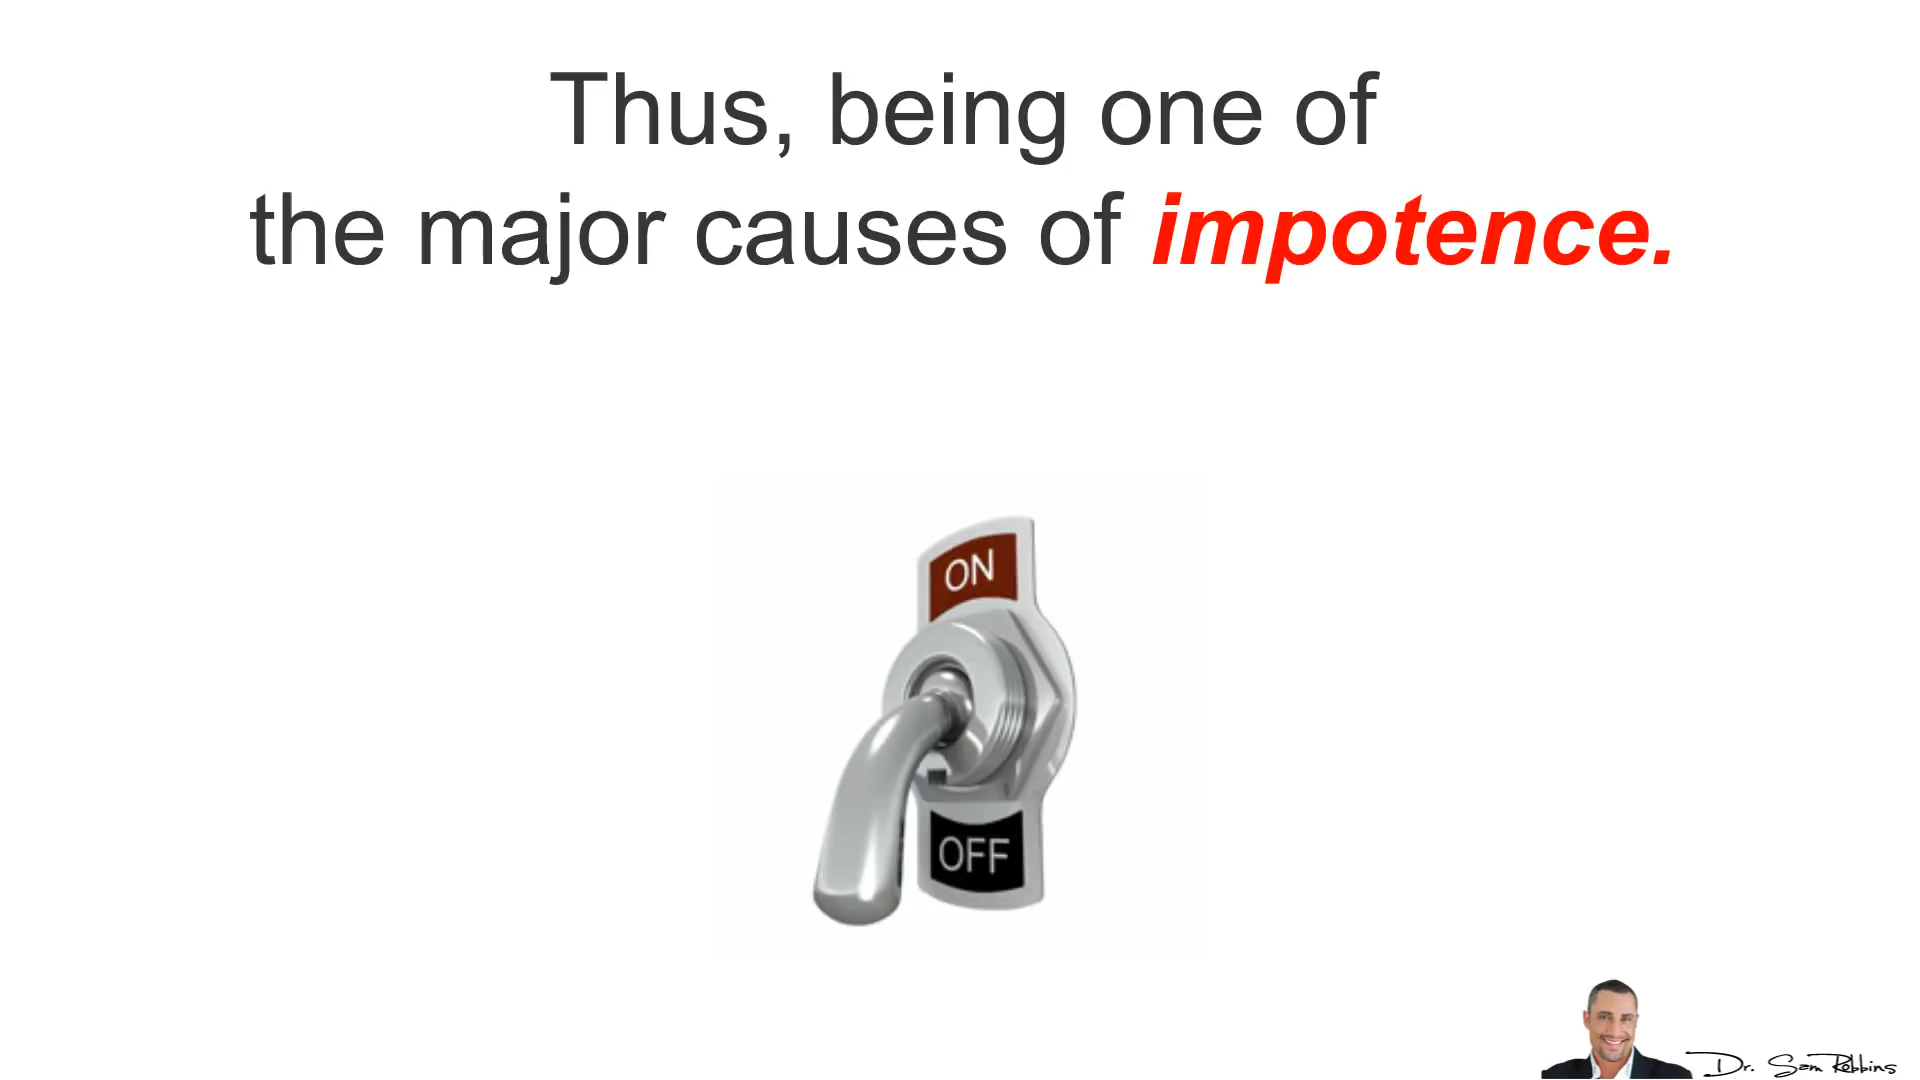 Thus, being one of
the major causes of impotence.
ON
OFF
Dr. Sam Robbins